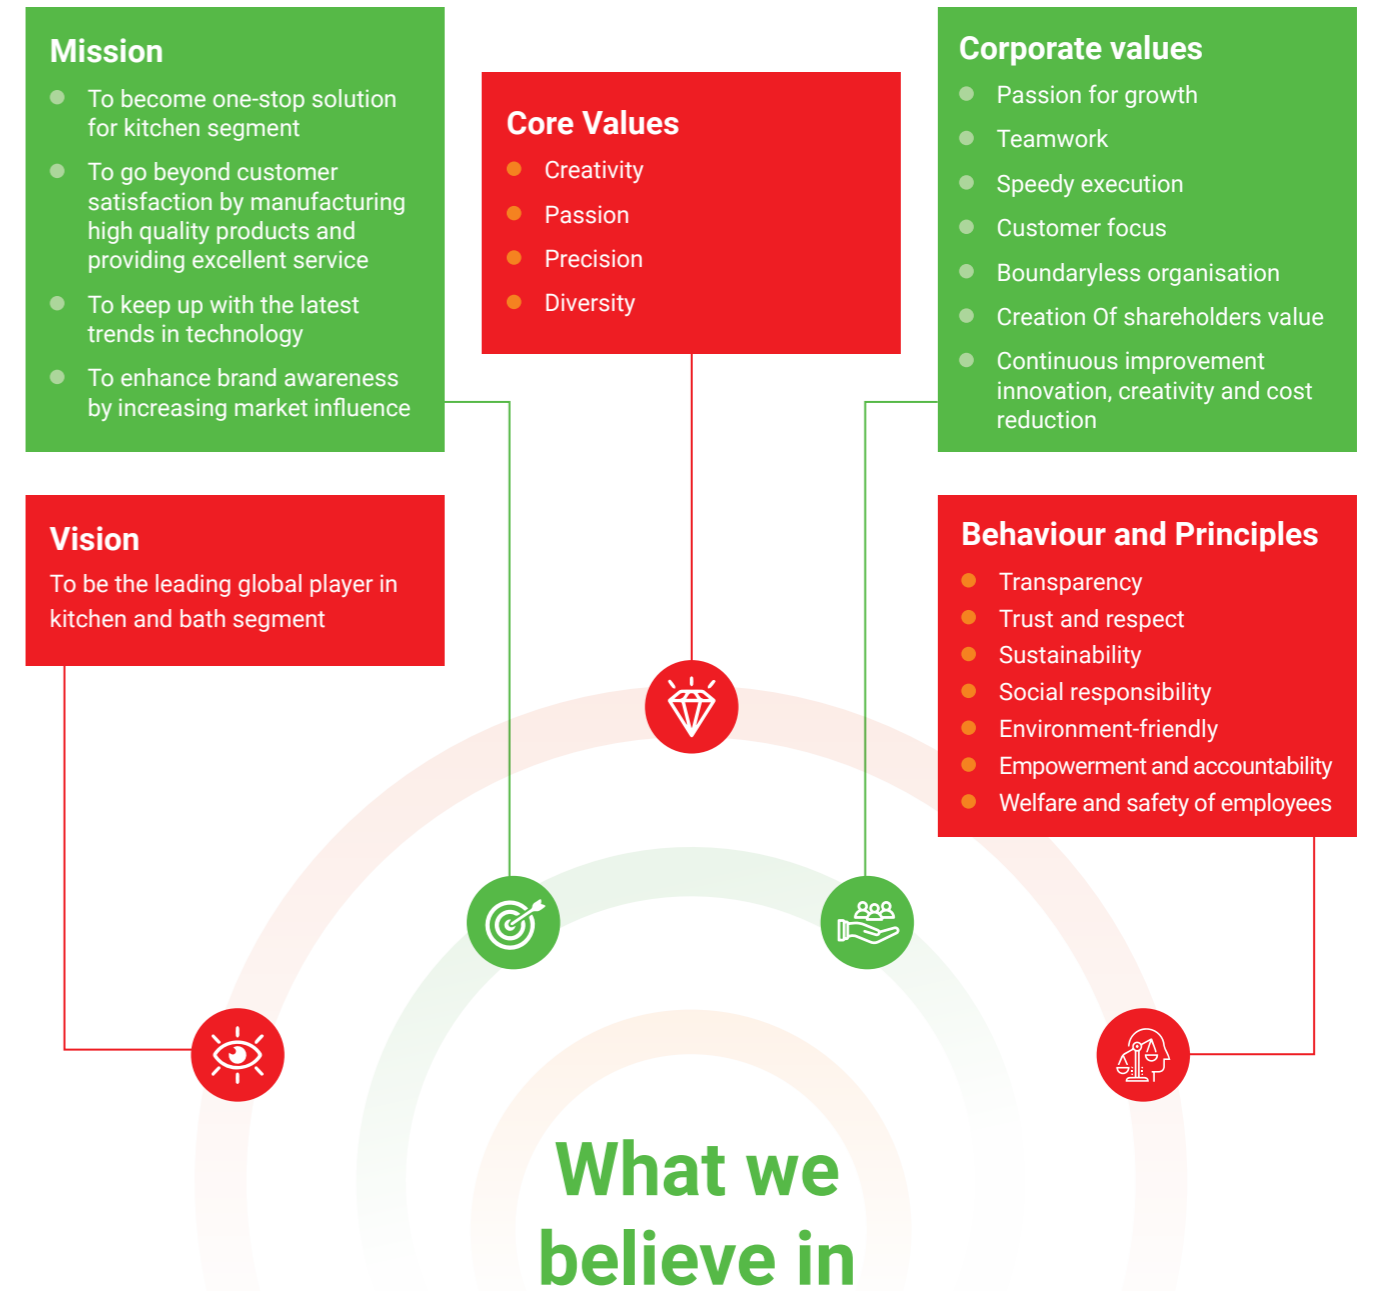 Mission
To become one-stop solution
for kitchen segment
To go beyond customer
satisfaction by manufacturing
high quality products and
providing excellent service
To keep up with the latest
trends in technology
To enhance brand awareness
by increasing market influence
Core Values
Creativity
Passion
Precision
Diversity
Corporate values
Passion for growth
Teamwork
Speedy execution
Customer focus
Boundaryless organisation
Creation Of shareholders value
Continuous improvement
innovation, creativity and cost
reduction
Vision
To be the leading global player in
kitchen and bath segment
Behaviour and Principles
Transparency
Trust and respect
Sustainability
Social responsibility
Environment-friendly
Empowerment and accountability
Welfare and safety of employees
What we
believe in